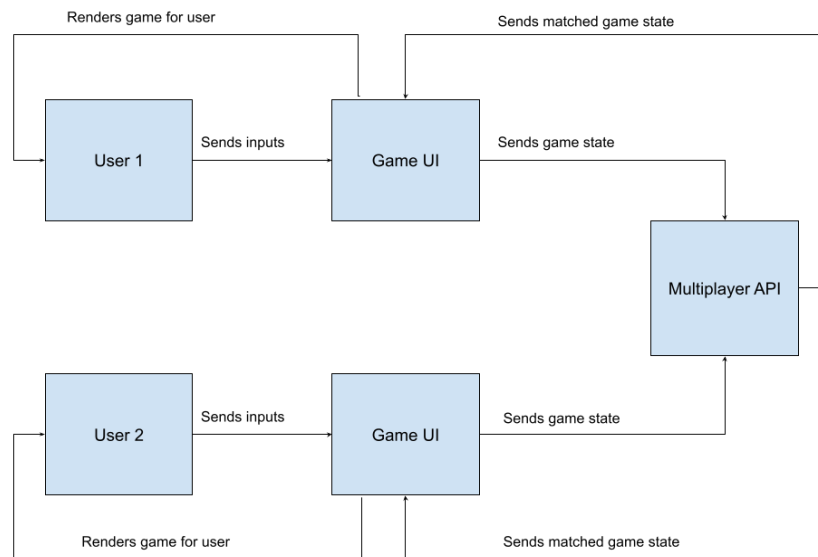 Renders game for user
Sends matched game state
User 1
Sends inputs
Game UI
Sends game state
Multiplayer API
User 2
Sends inputs
Game UI
Sends game state
Renders game for user
Sends matched game state